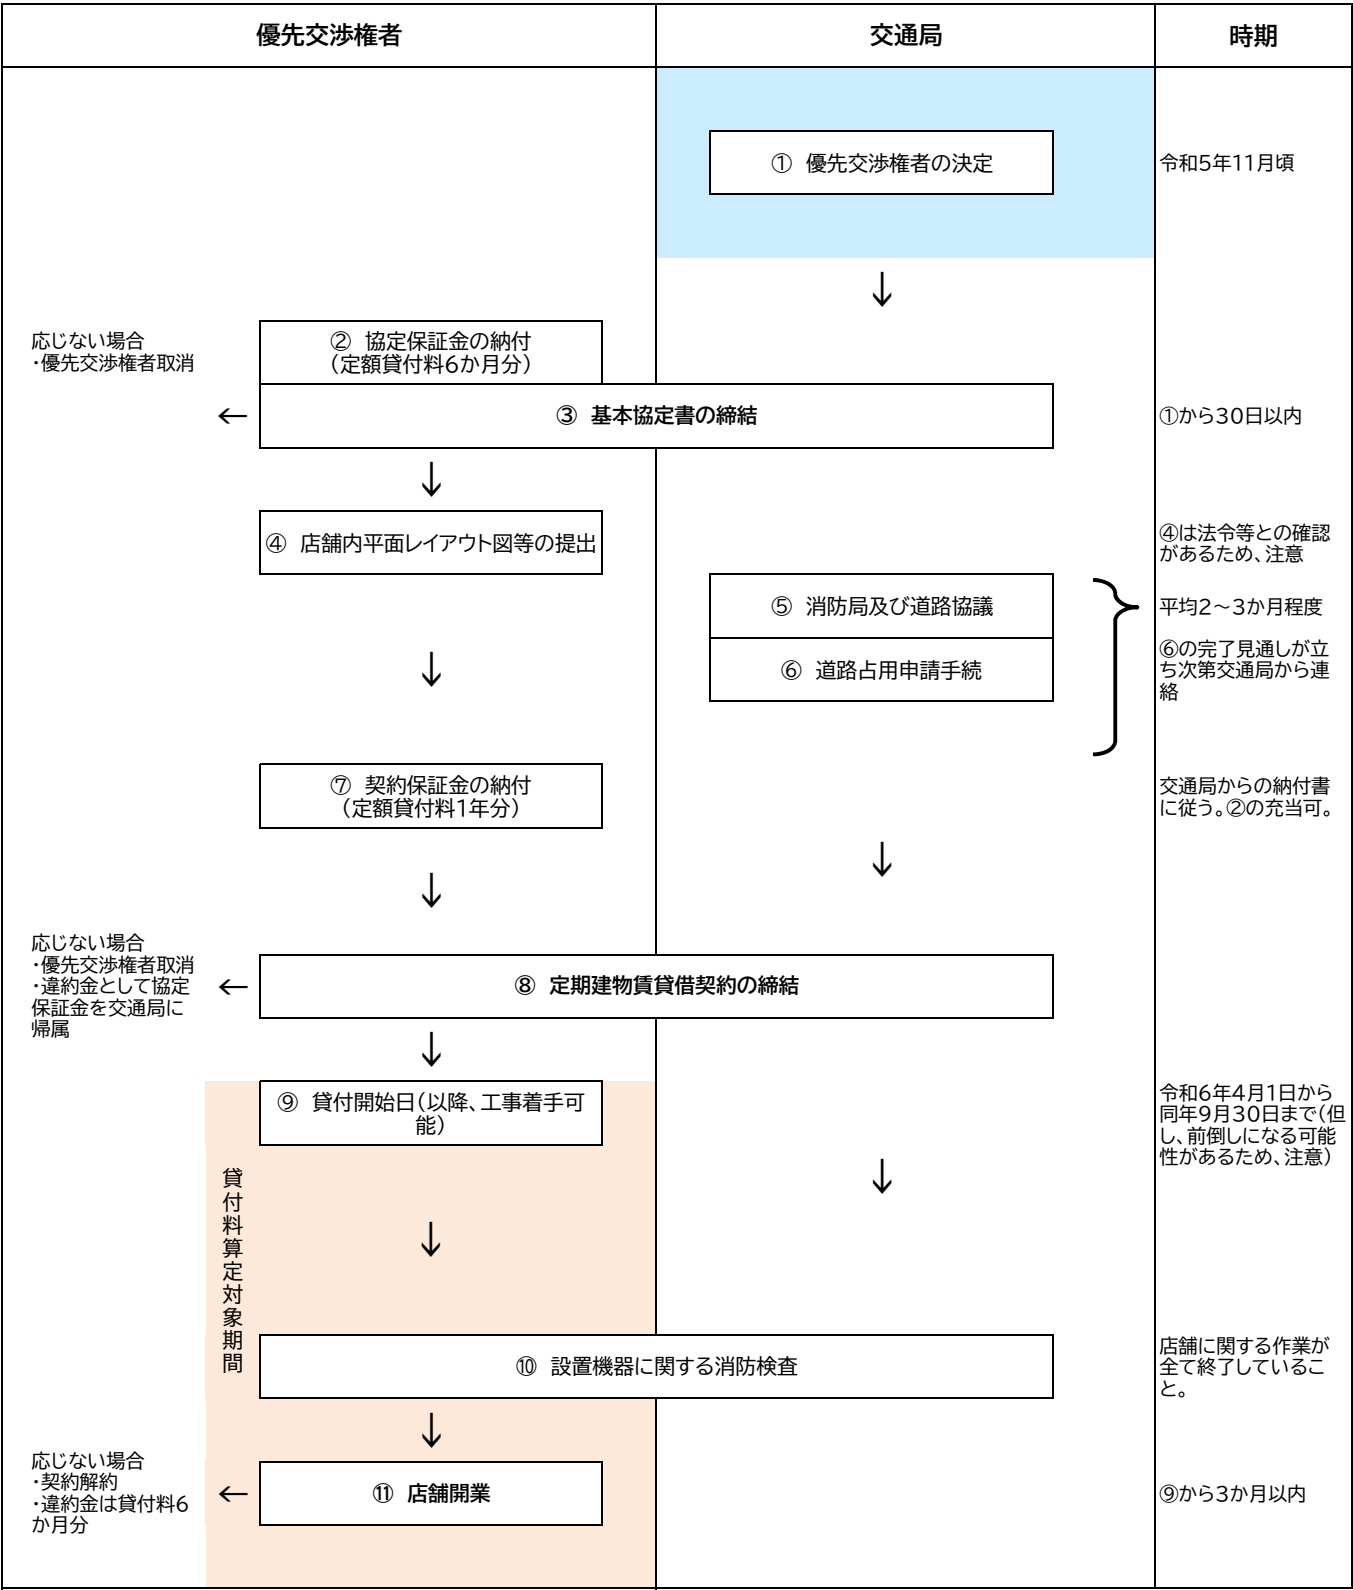 優先交渉権者
交通局
時期
① 優先交渉権者の決定
令和5年11月頃
↓
応じない場合
・優先交渉権者取消
② 協定保証金の納付
（定額貸付料6か月分）
←
③ 基本協定書の締結
①から30日以内
↓
④ 店舗内平面レイアウト図等の提出
④は法令等との確認
があるため、注意
⑤ 消防局及び道路協議
平均2～3か月程度
↓
⑥ 道路占用申請手続
⑥の完了見通しが立
ち次第交通局から連
絡
⑦ 契約保証金の納付
（定額貸付料1年分）
交通局からの納付書
に従う。②の充当可。
↓
↓
応じない場合
・優先交渉権者取消
・違約金として協定
保証金を交通局に
帰属
←
⑧ 定期建物賃貸借契約の締結
↓
⑨ 貸付開始日（以降、工事着手可
能）
令和6年4月1日から
同年9月30日まで（但
し、前倒しになる可能
性があるため、注意）
↓
貸付料算定対象期間
↓
⑩ 設置機器に関する消防検査
店舗に関する作業が
全て終了しているこ
と。
↓
応じない場合
・契約解約
・違約金は貸付料6
か月分
←
⑪ 店舗開業
⑨から3か月以内